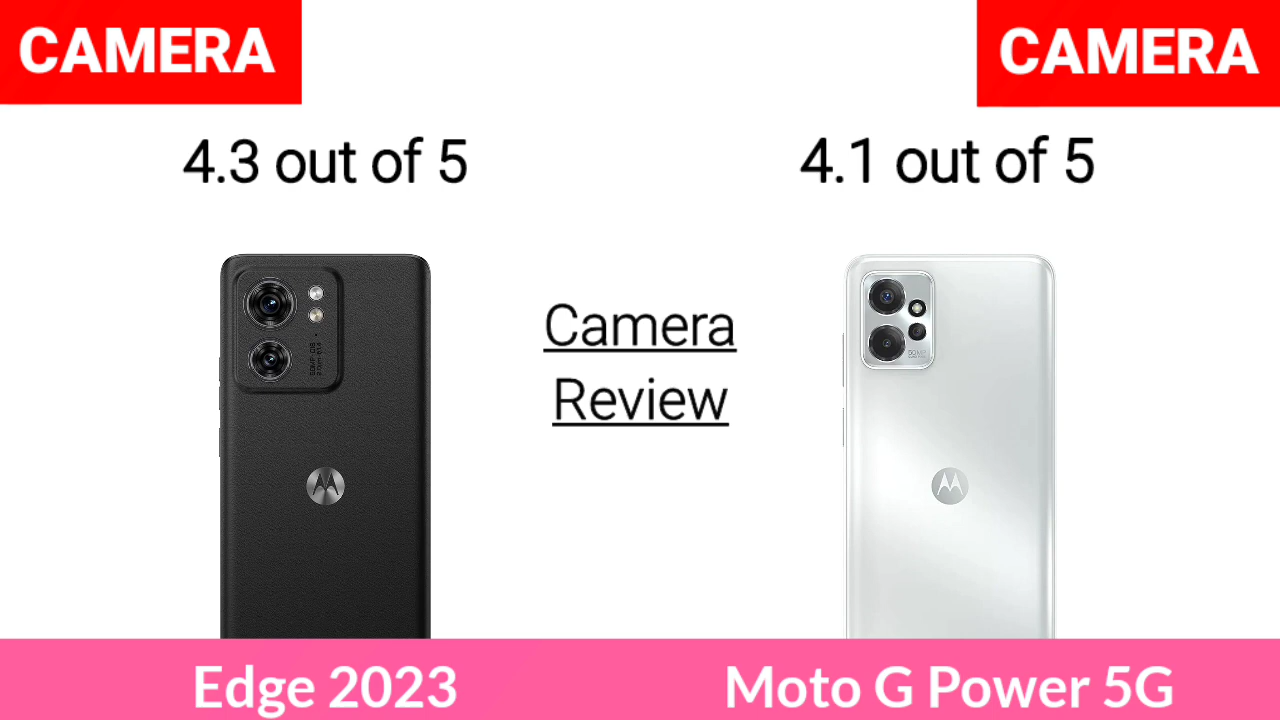 CAMERA
CAMERA
4.3 out of 5
4.1 out of 5
Camera
Review
Edge 2023
Moto G Power 5G